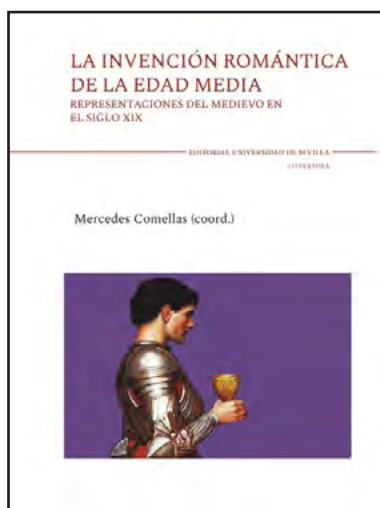 LA INVENCIÓN ROMÁNTICA
DE LA EDAD MEDIA
REPRESENTACIONES DEL MEDIEVO EN
EL SIGLO XIX
EDITORIAL UNIVERSIDAD DE SEVILLA
LITERATURA
Mercedes Comellas (coord.)